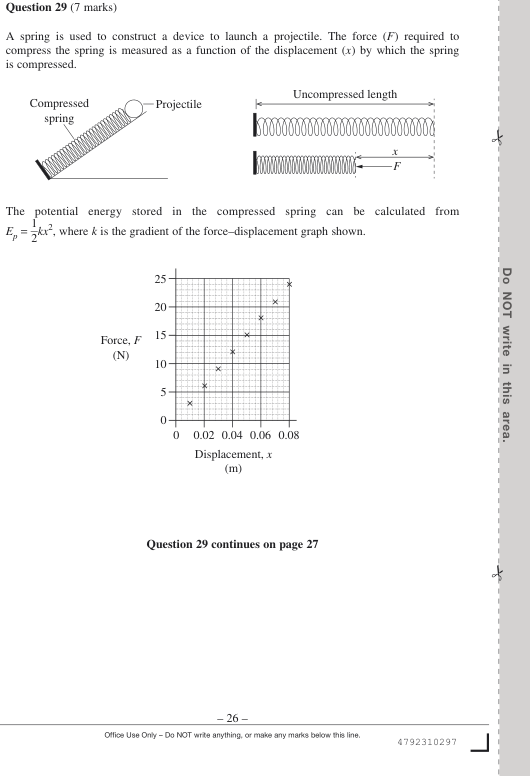 Question 29 (7 marks)
A spring is used to construct a device to launch a projectile. The force (F) required to
compress the spring is measured as a function of the displacement (x) by which the spring
is compressed.
Compressed
spring
Projectile
Uncompressed length
x
F
The potential energy stored in the compressed spring can be calculated from
E_p = 1/2 kx², where k is the gradient of the force–displacement graph shown.
25
20
15
10
5
0
Force, F
(N)
0 0.02 0.04 0.06 0.08
Displacement, x
(m)
Question 29 continues on page 27
– 26 –
Office Use Only – Do NOT write anything, or make any marks below this line.
4792310297
Do NOT write in this area.